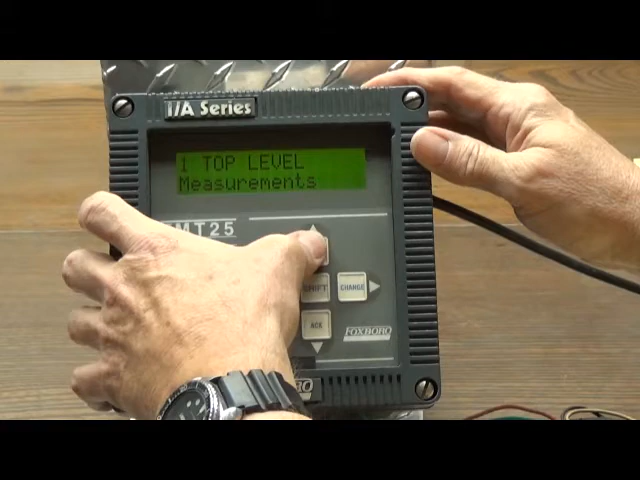 I/A Series
1 TOP LEVEL
Measurements
MT25
SHIFT
CHANGE
ACK
FOXBORO